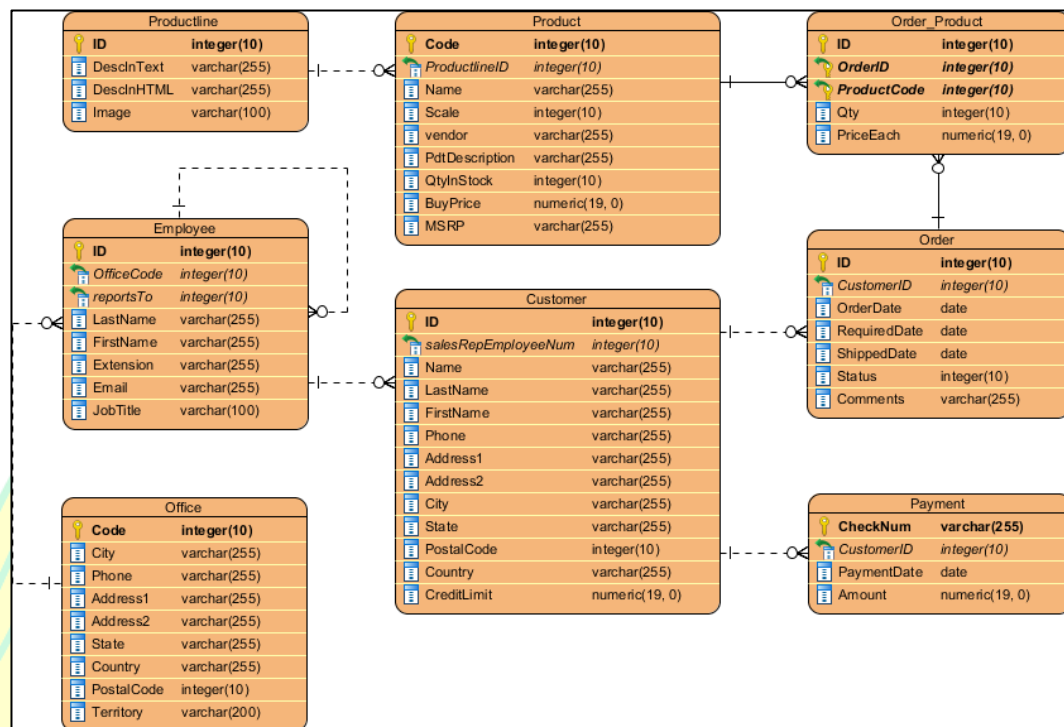 Productline
ID integer(10)
DescInText varchar(255)
DescInHTML varchar(255)
Image varchar(100)
Product
Code integer(10)
ProductlineID integer(10)
Name varchar(255)
Scale integer(10)
vendor varchar(255)
PdtDescription varchar(255)
QtyInStock integer(10)
BuyPrice numeric(19, 0)
MSRP varchar(255)
Order_Product
ID integer(10)
OrderID integer(10)
ProductCode integer(10)
Qty integer(10)
PriceEach numeric(19, 0)
Employee
ID integer(10)
OfficeCode integer(10)
reportsTo integer(10)
LastName varchar(255)
FirstName varchar(255)
Extension varchar(255)
Email varchar(255)
JobTitle varchar(100)
Customer
ID integer(10)
salesRepEmployeeNum integer(10)
Name varchar(255)
LastName varchar(255)
FirstName varchar(255)
Phone varchar(255)
Address1 varchar(255)
Address2 varchar(255)
City varchar(255)
State varchar(255)
PostalCode integer(10)
Country varchar(255)
CreditLimit numeric(19, 0)
Order
ID integer(10)
CustomerID integer(10)
OrderDate date
RequiredDate date
ShippedDate date
Status integer(10)
Comments varchar(255)
Office
Code integer(10)
City varchar(255)
Phone varchar(255)
Address1 varchar(255)
Address2 varchar(255)
State varchar(255)
Country varchar(255)
PostalCode integer(10)
Territory varchar(200)
Payment
CheckNum varchar(255)
CustomerID integer(10)
PaymentDate date
Amount numeric(19, 0)